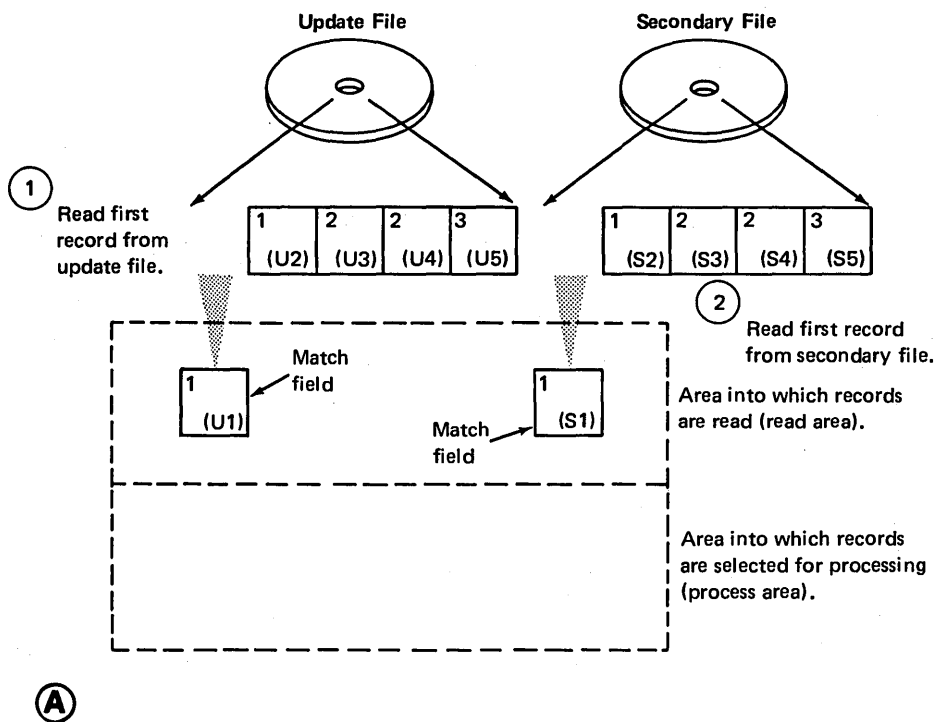 Update File
Secondary File
1
Read first
record from
update file.
1 2 2 3
(U2) (U3) (U4) (U5)
1 2 2 3
(S2) (S3) (S4) (S5)
2
Read first record
from secondary file.
1
(U1)
Match
field
1
(S1)
Match
field
Area into which records
are read (read area).
Area into which records
are selected for processing
(process area).
A